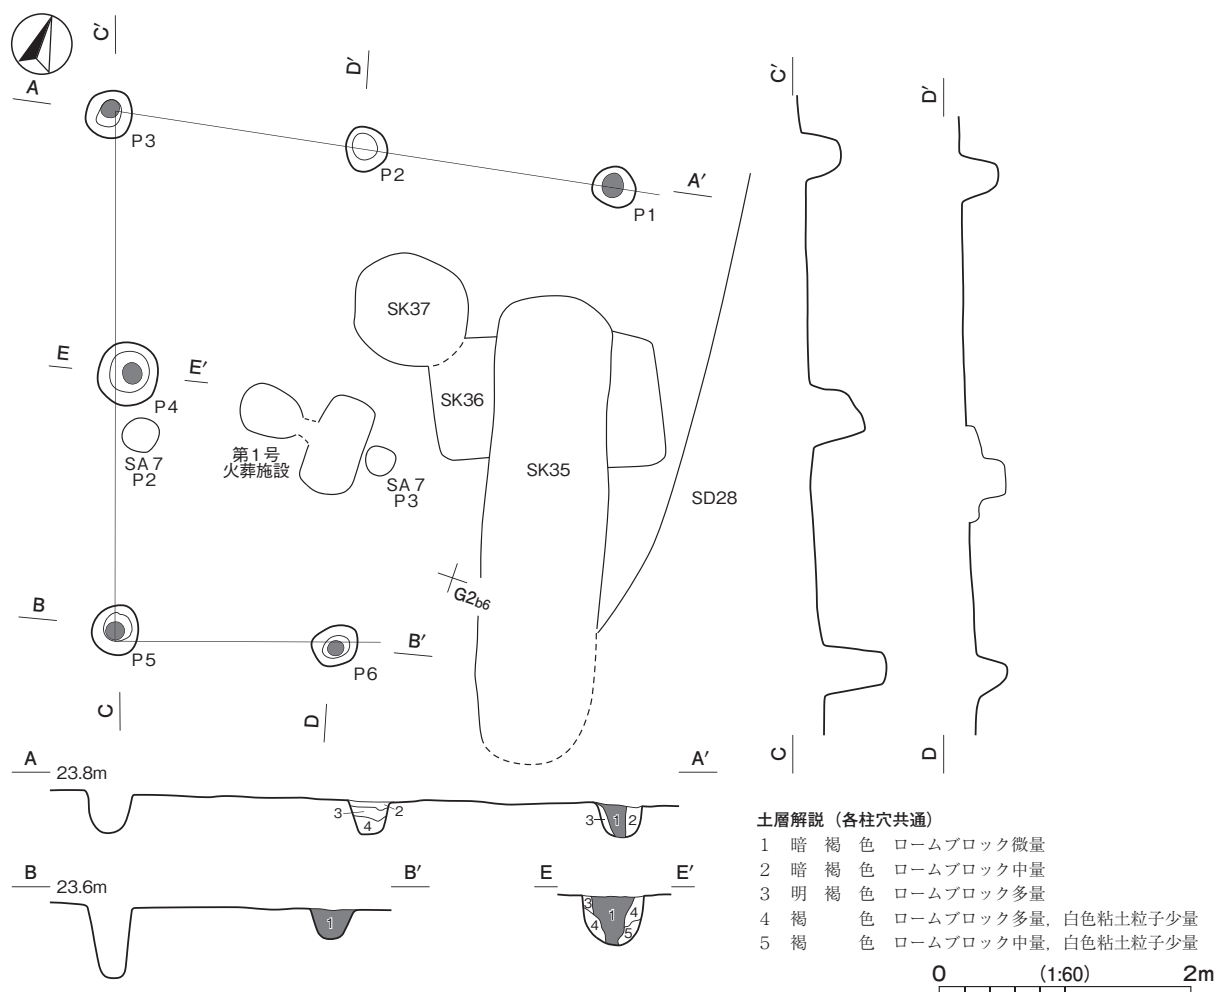 C′
D′
C′
D′
A
P3
P2
A′
P1
SK37
E
E′
P4
SK36
SA7
P2
第1号
火葬施設
SA7
P3
SK35
SD28
G2b6
B
B′
P5
P6
C
D
C
D
A
23.8m
A′
3
2
4
3
1
2
B
23.6m
B′
E
E′
1
3
1
4
4
5
土層解説（各柱穴共通）
1 暗褐色 ロームブロック微量
2 暗褐色 ロームブロック中量
3 明褐色 ロームブロック多量
4 褐色 ロームブロック多量，白色粘土粒子少量
5 褐色 ロームブロック中量，白色粘土粒子少量
0 (1:60) 2m